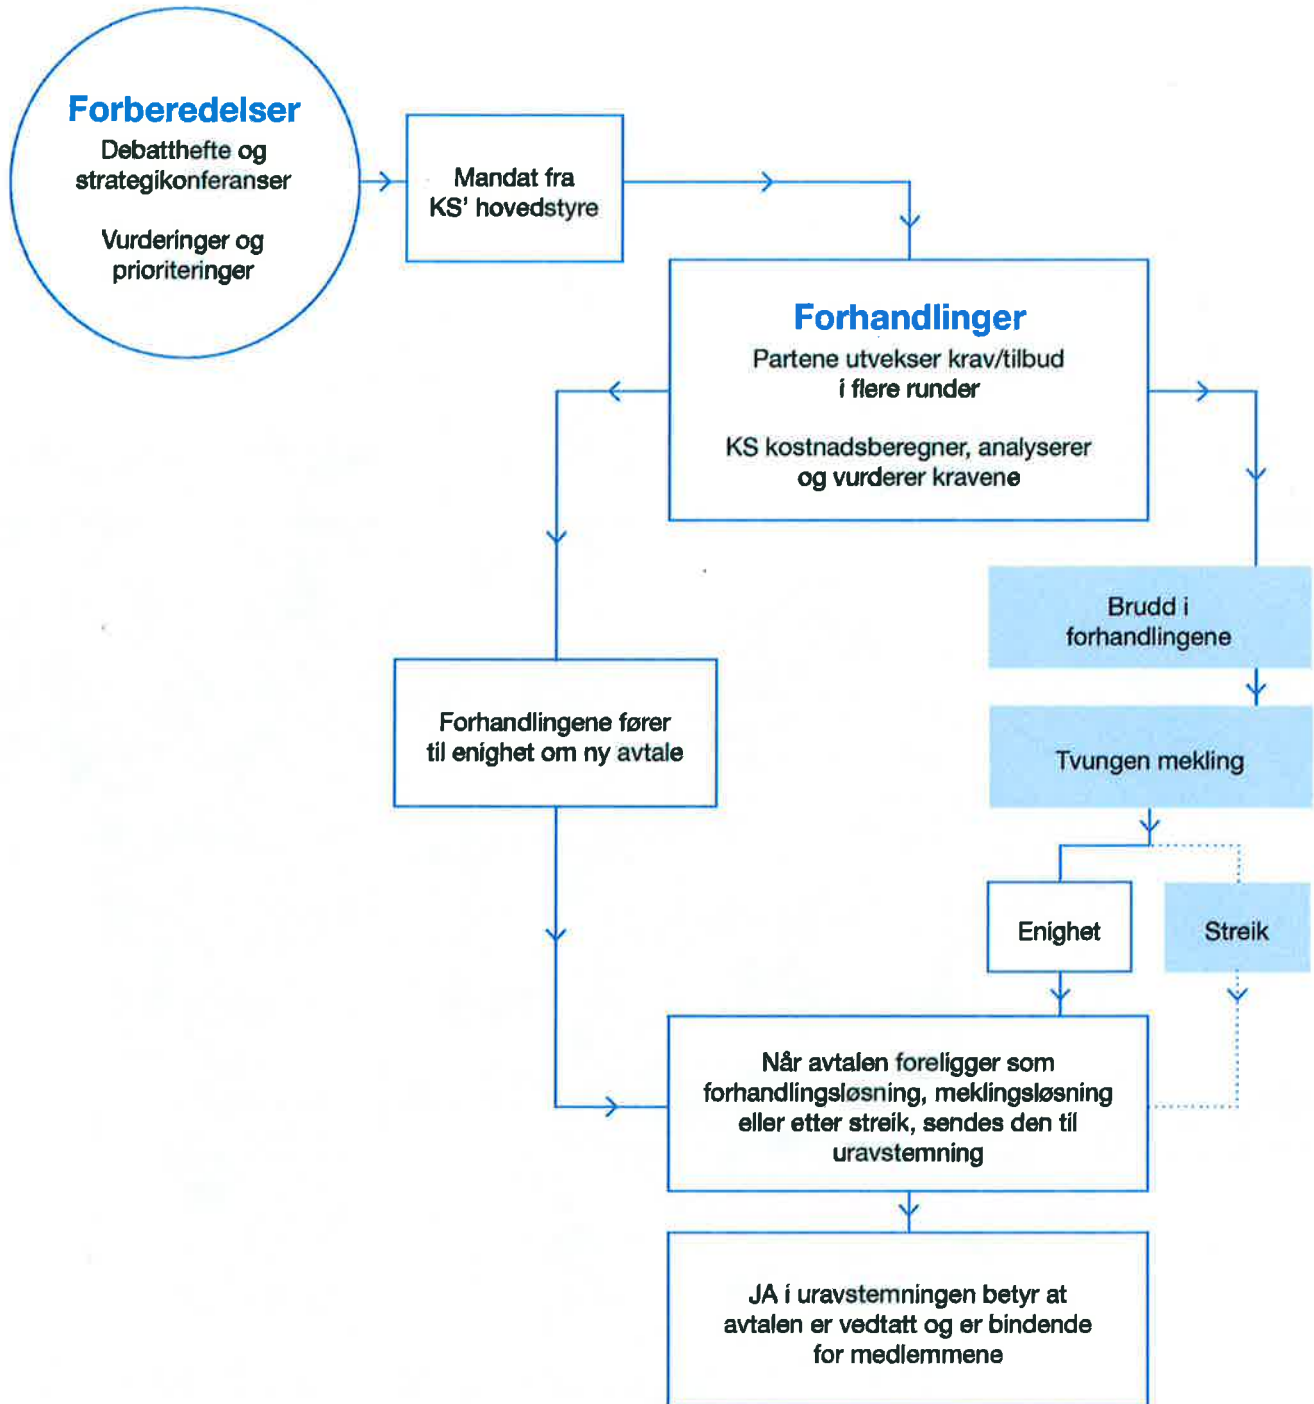 Forberedelser
Debatthefte og
strategikonferanser
Vurderinger og
prioriteringer
Mandat fra
KS' hovedstyre
Forhandlinger
Partene utvekser krav/tilbud
i flere runder
KS kostnadsberegner, analyserer
og vurderer kravene
Brudd i
forhandlingene
Forhandlingene fører
til enighet om ny avtale
Tvungen mekling
Enighet
Streik
Når avtalen foreligger som
forhandlingsløsning, meklingsløsning
eller etter streik, sendes den til
uravstemning
JA i uravstemningen betyr at
avtalen er vedtatt og er bindende
for medlemmene